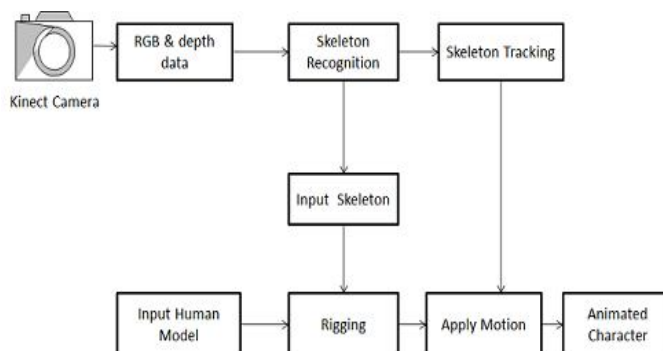 RGB & depth
data
Skeleton
Recognition
Skeleton Tracking
Kinect Camera
Input Skeleton
Input Human
Model
Rigging
Apply Motion
Animated
Character